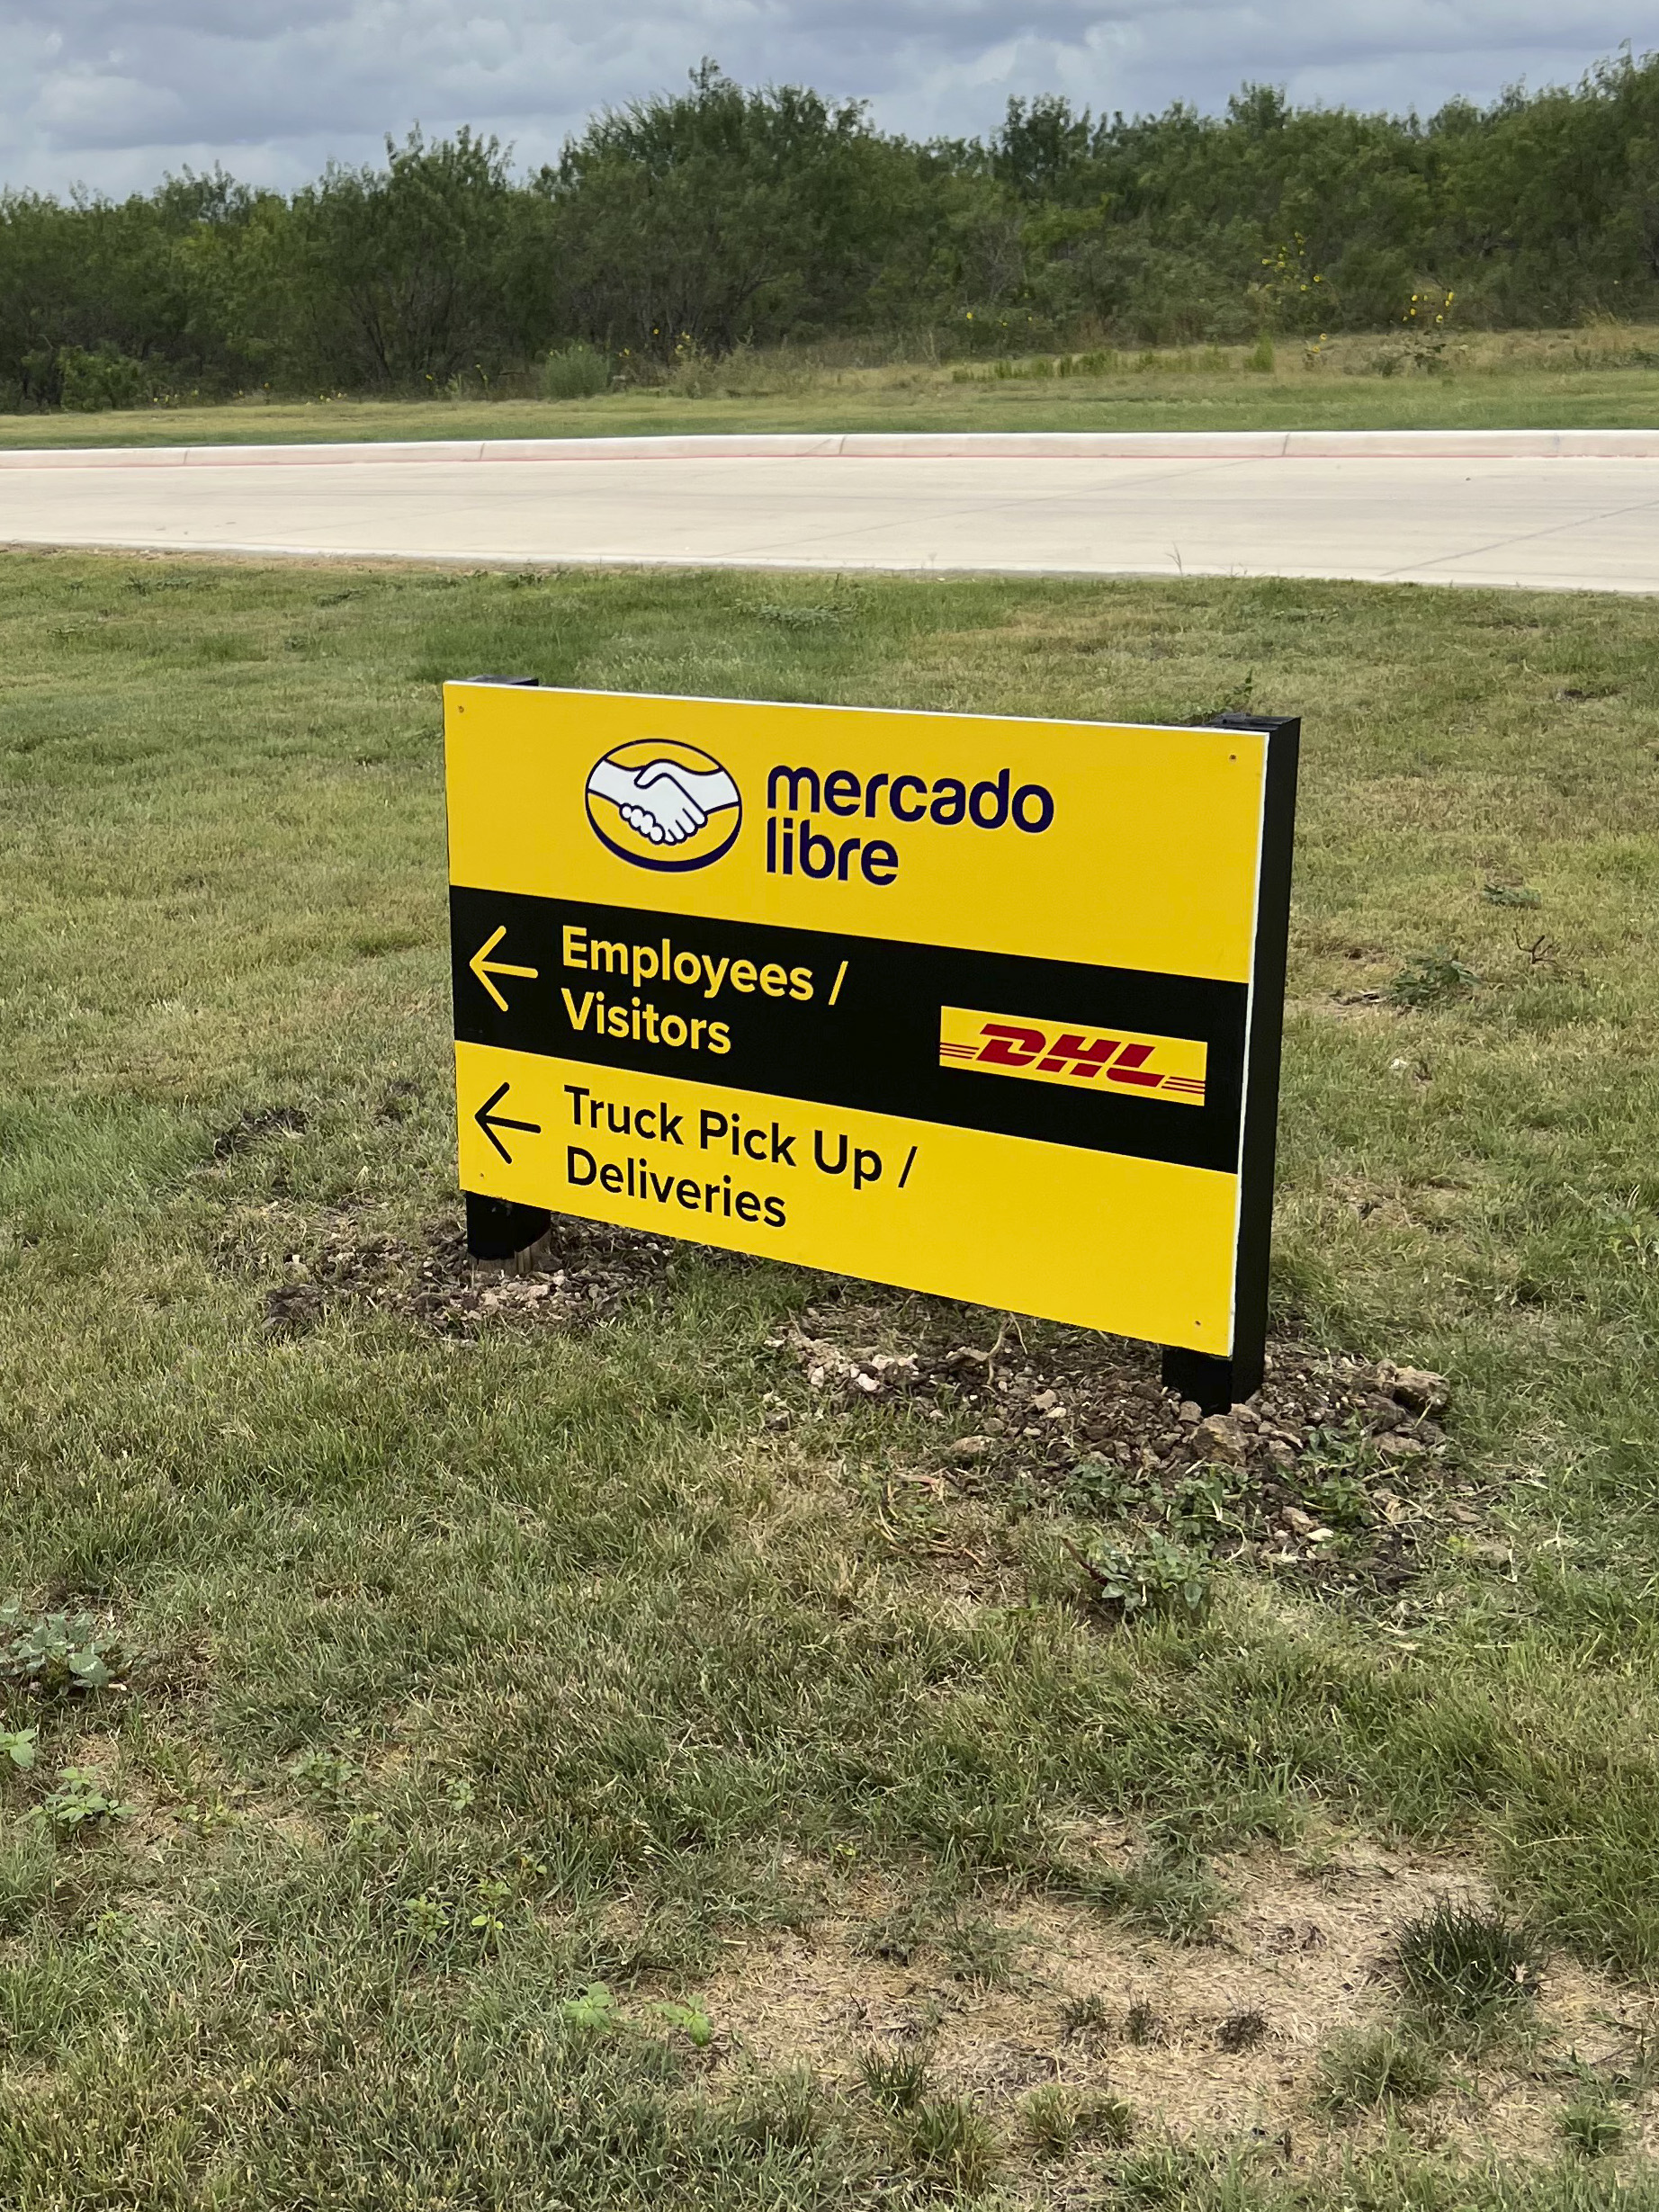 mercado
libre
Employees /
Visitors
DHL
Truck Pick Up /
Deliveries